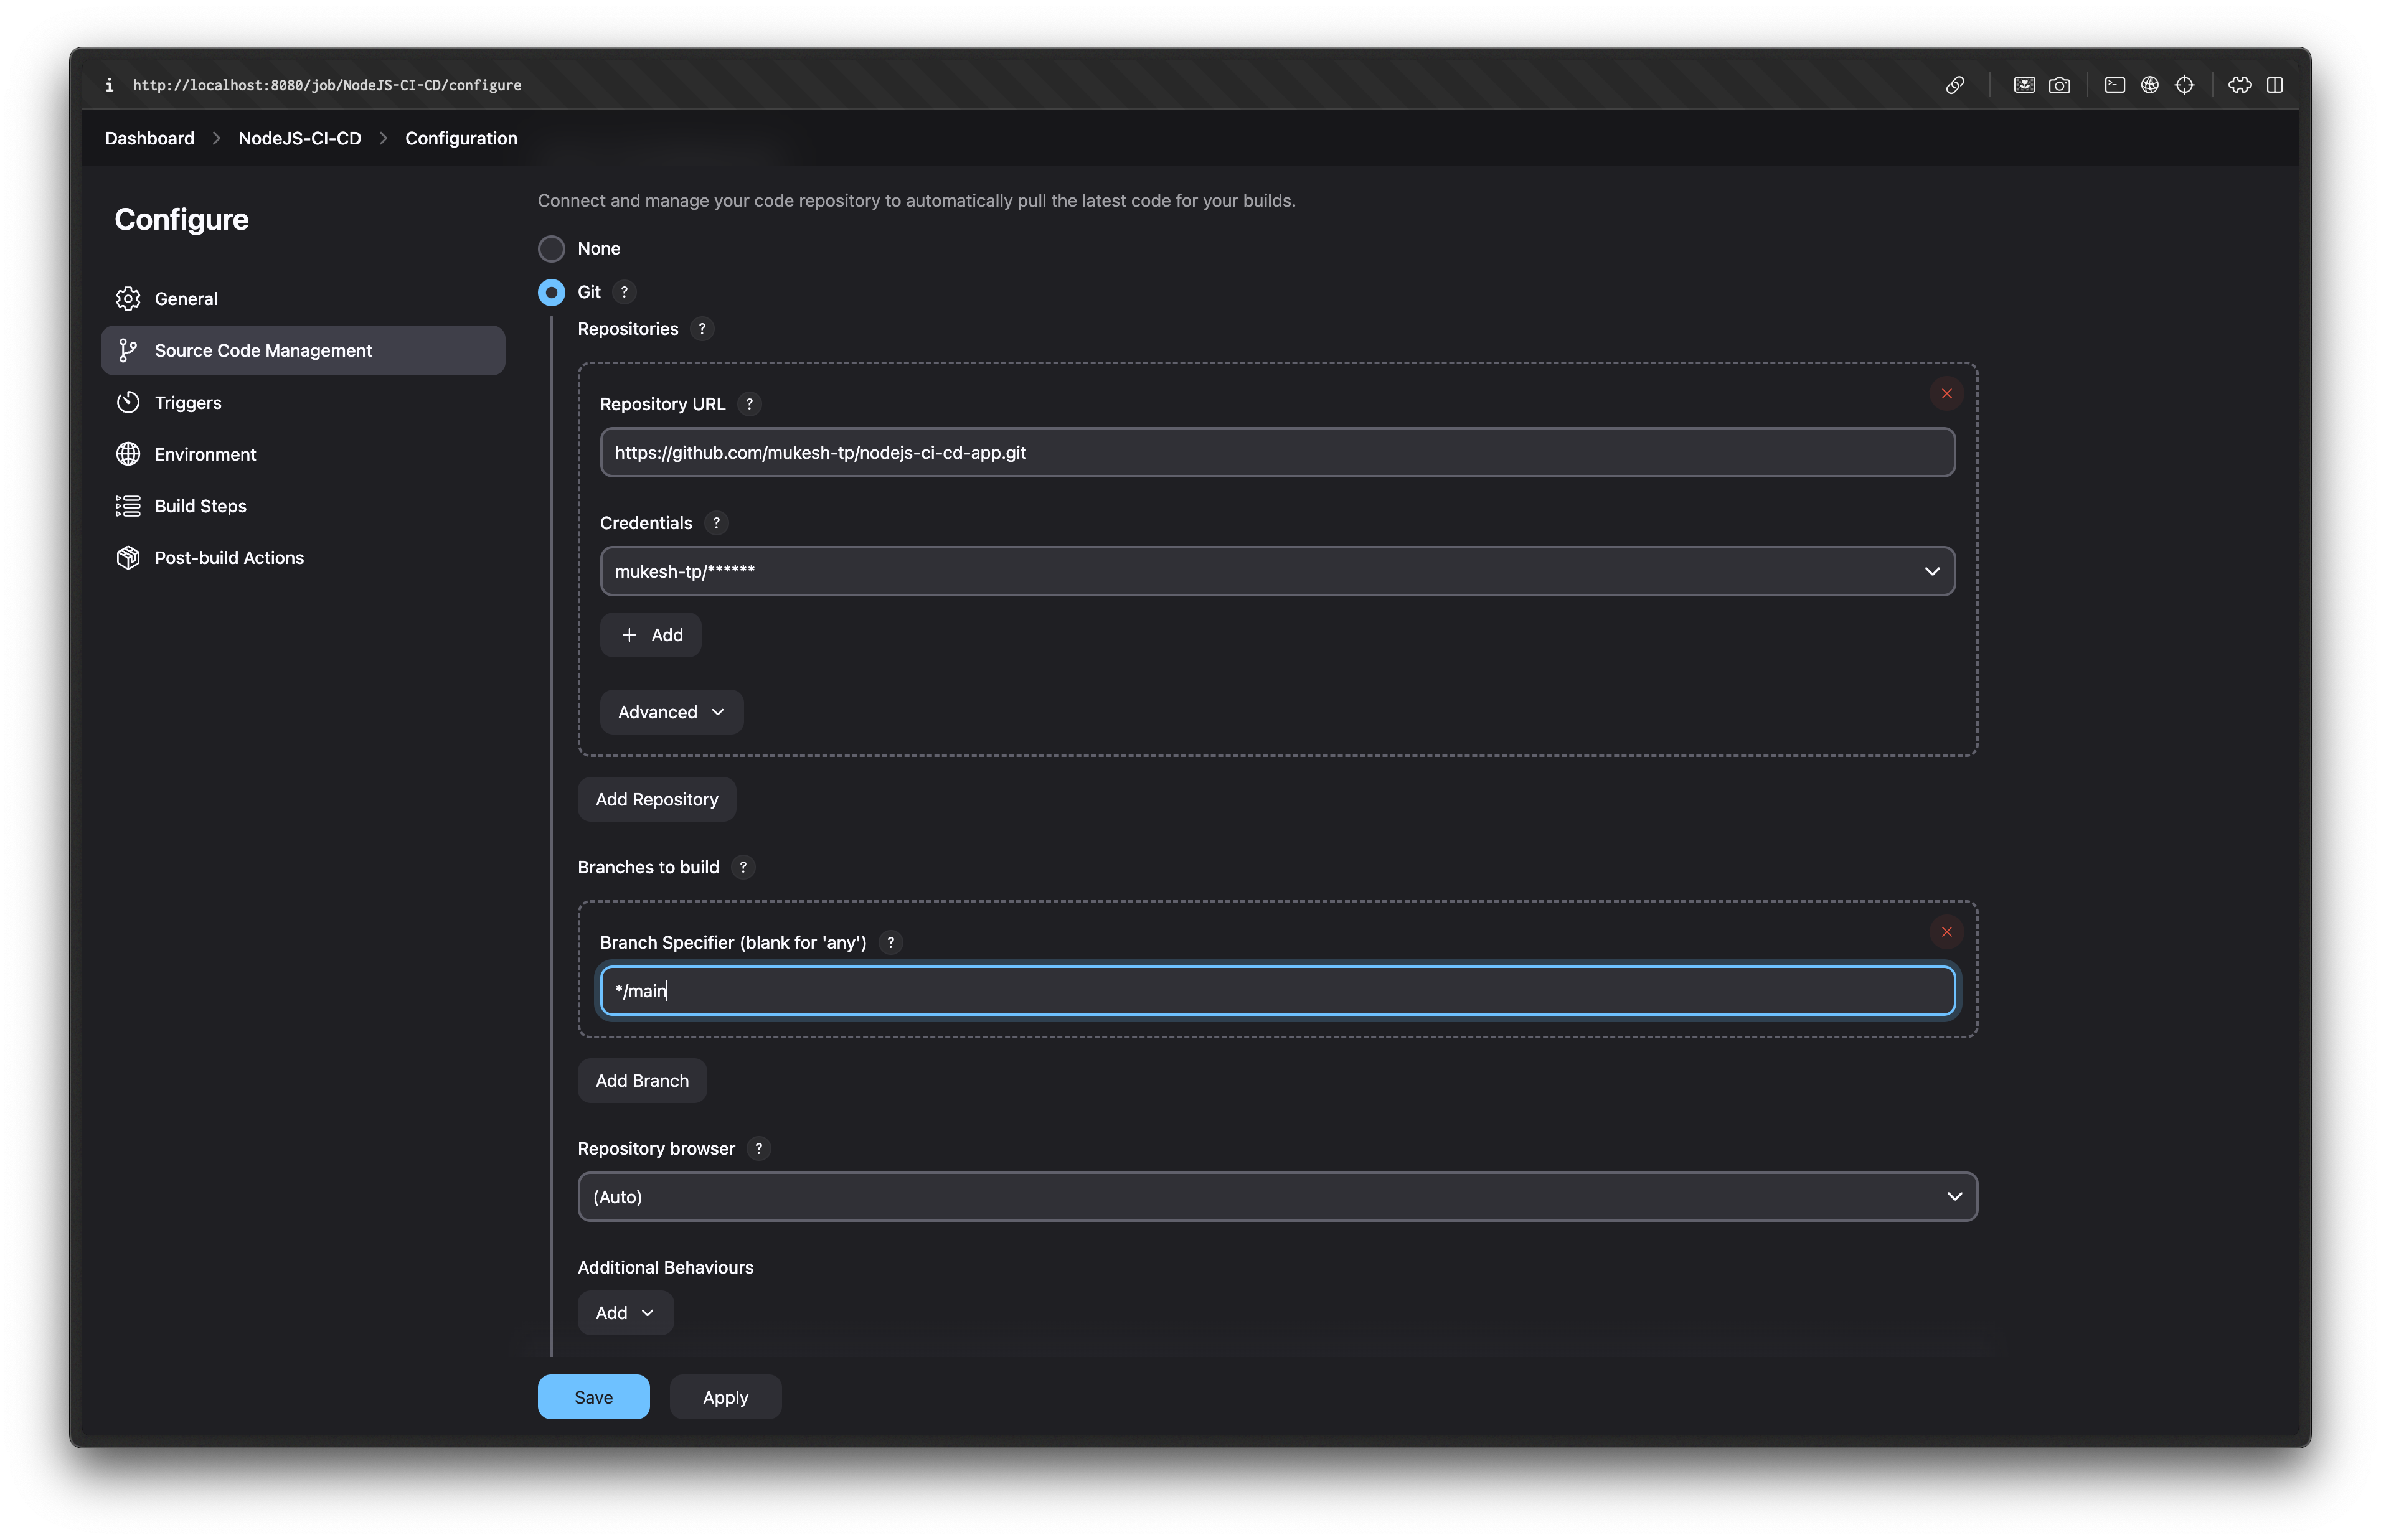 http://localhost:8080/job/NodeJS-CI-CD/configure
Dashboard > NodeJS-CI-CD > Configuration
Configure
General
Source Code Management
Triggers
Environment
Build Steps
Post-build Actions
Connect and manage your code repository to automatically pull the latest code for your builds.
None
Git ?
Repositories ?
Repository URL ?
https://github.com/mukesh-tp/nodejs-ci-cd-app.git
Credentials ?
mukesh-tp/******
+ Add
Advanced
Add Repository
Branches to build ?
Branch Specifier (blank for 'any') ?
*/main
Add Branch
Repository browser ?
(Auto)
Additional Behaviours
Add
Save Apply